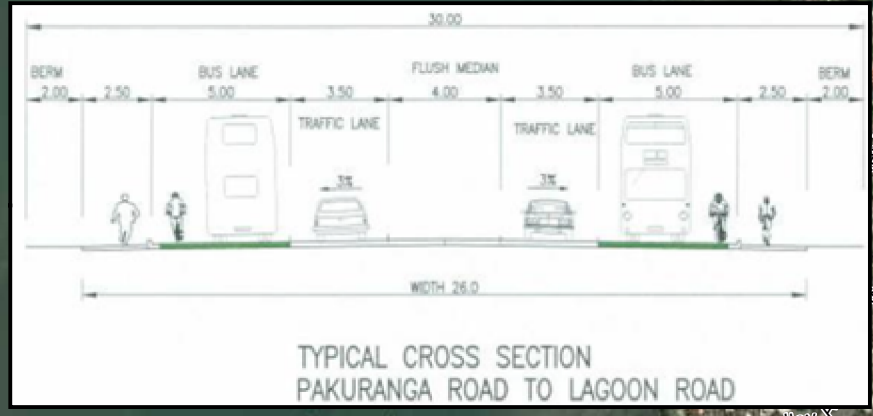 30.00
BERM BUS LANE FLUSH MEDIAN BUS LANE BERM
2.00 2.50 5.00 3.50 4.00 3.50 5.00 2.50 2.00
TRAFFIC LANE TRAFFIC LANE
3% 3%
WIDTH 26.0
TYPICAL CROSS SECTION
PAKURANGA ROAD TO LAGOON ROAD